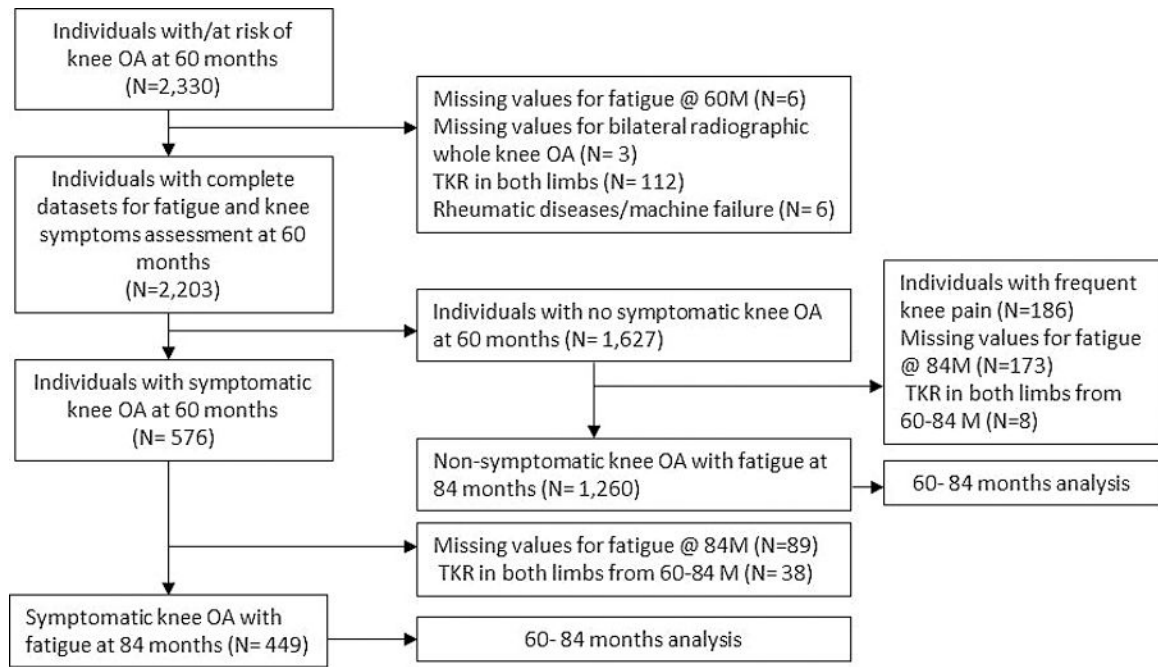 Individuals with/at risk of
knee OA at 60 months
(N=2,330)
Missing values for fatigue @ 60M (N=6)
Missing values for bilateral radiographic
whole knee OA (N= 3)
TKR in both limbs (N= 112)
Rheumatic diseases/machine failure (N= 6)
Individuals with complete
datasets for fatigue and knee
symptoms assessment at 60
months
(N=2,203)
Individuals with no symptomatic knee OA
at 60 months (N= 1,627)
Individuals with frequent
knee pain (N=186)
Missing values for fatigue
@ 84M (N=173)
TKR in both limbs from
60-84 M (N=8)
Individuals with symptomatic
knee OA at 60 months
(N= 576)
Non-symptomatic knee OA with fatigue at
84 months (N= 1,260)
60- 84 months analysis
Missing values for fatigue @ 84M (N=89)
TKR in both limbs from 60-84 M (N= 38)
Symptomatic knee OA with
fatigue at 84 months (N= 449)
60- 84 months analysis